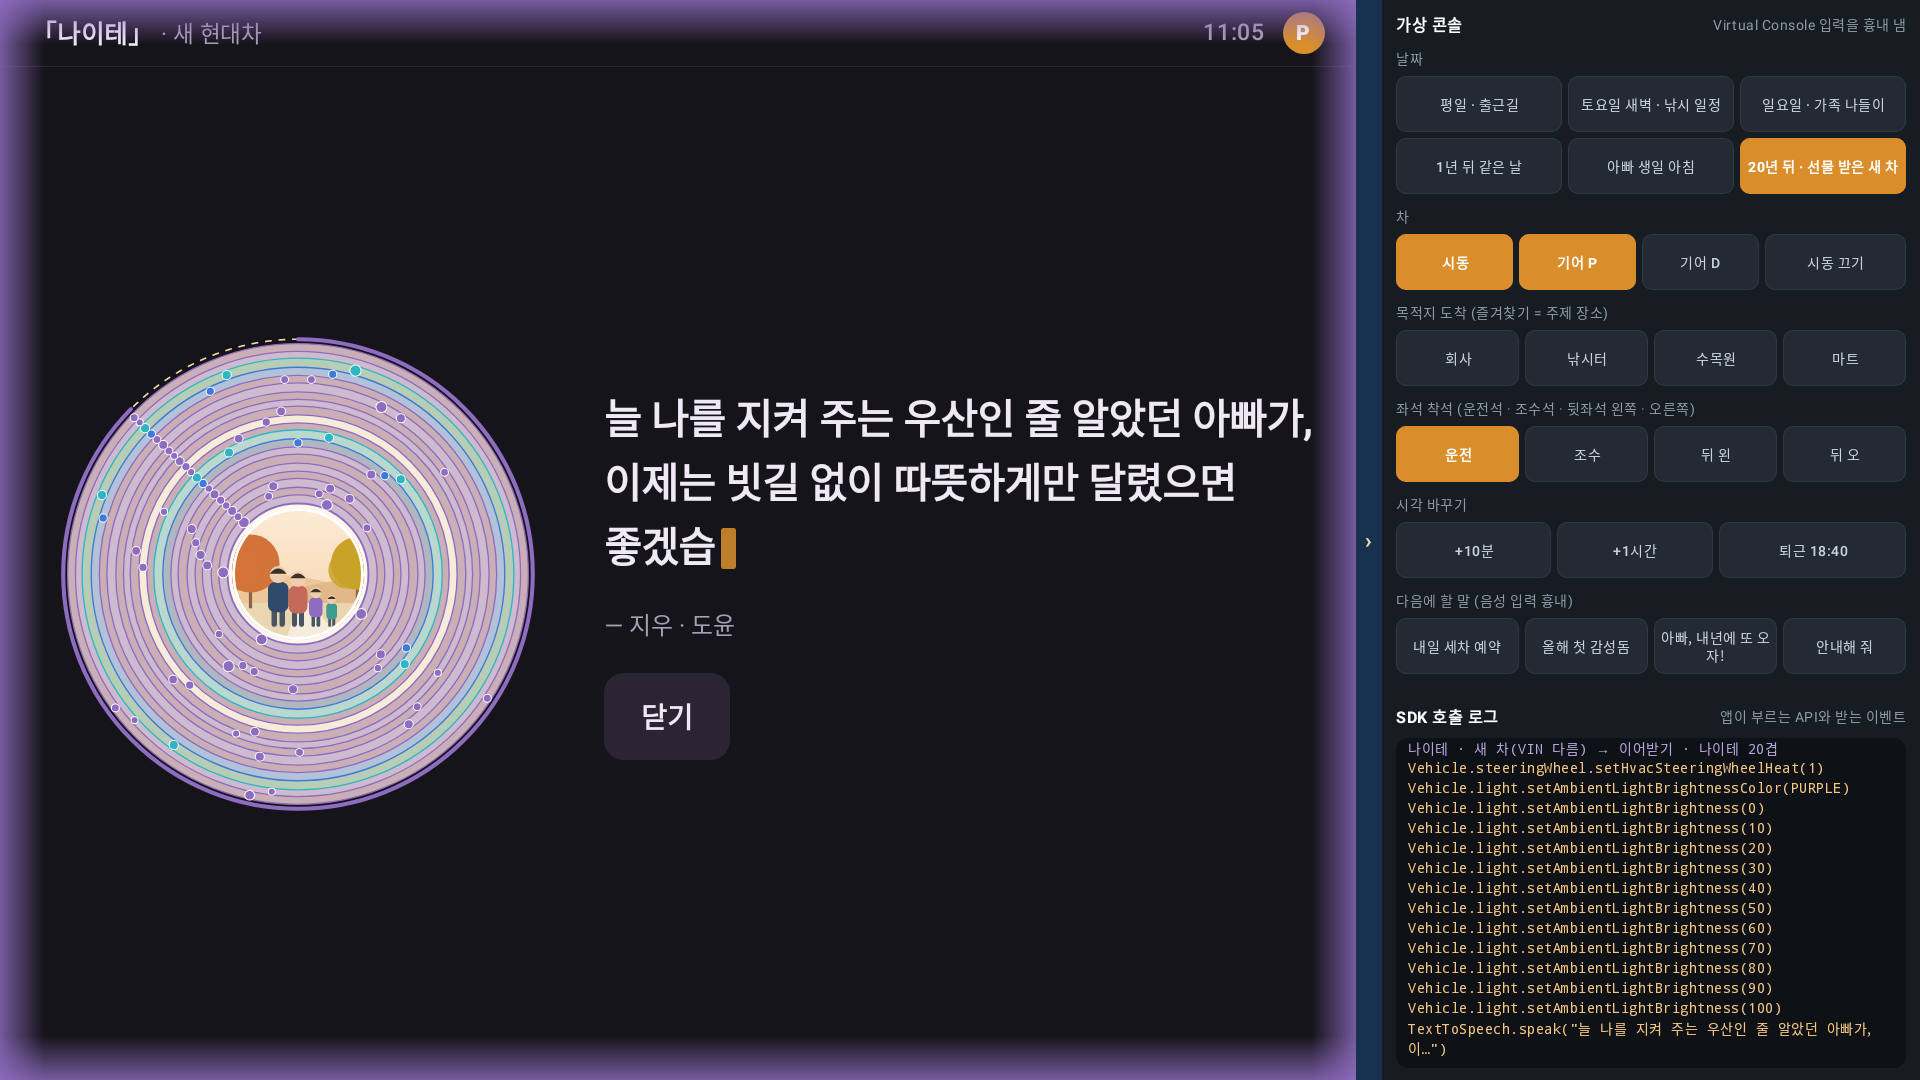 「나이테」 · 새 현대차
11:05 P
늘 나를 지켜 주는 우산인 줄 알았던 아빠가,
이제는 빗길 없이 따뜻하게만 달렸으면
좋겠습
— 지우 · 도윤
닫기
›
가상 콘솔
Virtual Console 입력을 흉내 냄
날짜
평일 · 출근길
토요일 새벽 · 낚시 일정
일요일 · 가족 나들이
1년 뒤 같은 날
아빠 생일 아침
20년 뒤 · 선물 받은 새 차
차
시동
기어 P
기어 D
시동 끄기
목적지 도착 (즐겨찾기 = 주제 장소)
회사
낚시터
수목원
마트
좌석 착석 (운전석 · 조수석 · 뒷좌석 왼쪽 · 오른쪽)
운전
조수
뒤 왼
뒤 오
시각 바꾸기
+10분
+1시간
퇴근 18:40
다음에 할 말 (음성 입력 흉내)
내일 세차 예약
올해 첫 감성돔
아빠, 내년에 또 오
자!
안내해 줘
SDK 호출 로그
앱이 부르는 API와 받는 이벤트
나이테 · 새 차(VIN 다름) → 이어받기 · 나이테 20겹
Vehicle.steeringWheel.setHvacSteeringWheelHeat(1)
Vehicle.light.setAmbientLightBrightnessColor(PURPLE)
Vehicle.light.setAmbientLightBrightness(0)
Vehicle.light.setAmbientLightBrightness(10)
Vehicle.light.setAmbientLightBrightness(20)
Vehicle.light.setAmbientLightBrightness(30)
Vehicle.light.setAmbientLightBrightness(40)
Vehicle.light.setAmbientLightBrightness(50)
Vehicle.light.setAmbientLightBrightness(60)
Vehicle.light.setAmbientLightBrightness(70)
Vehicle.light.setAmbientLightBrightness(80)
Vehicle.light.setAmbientLightBrightness(90)
Vehicle.light.setAmbientLightBrightness(100)
TextToSpeech.speak("늘 나를 지켜 주는 우산인 줄 알았던 아빠가,
이…")